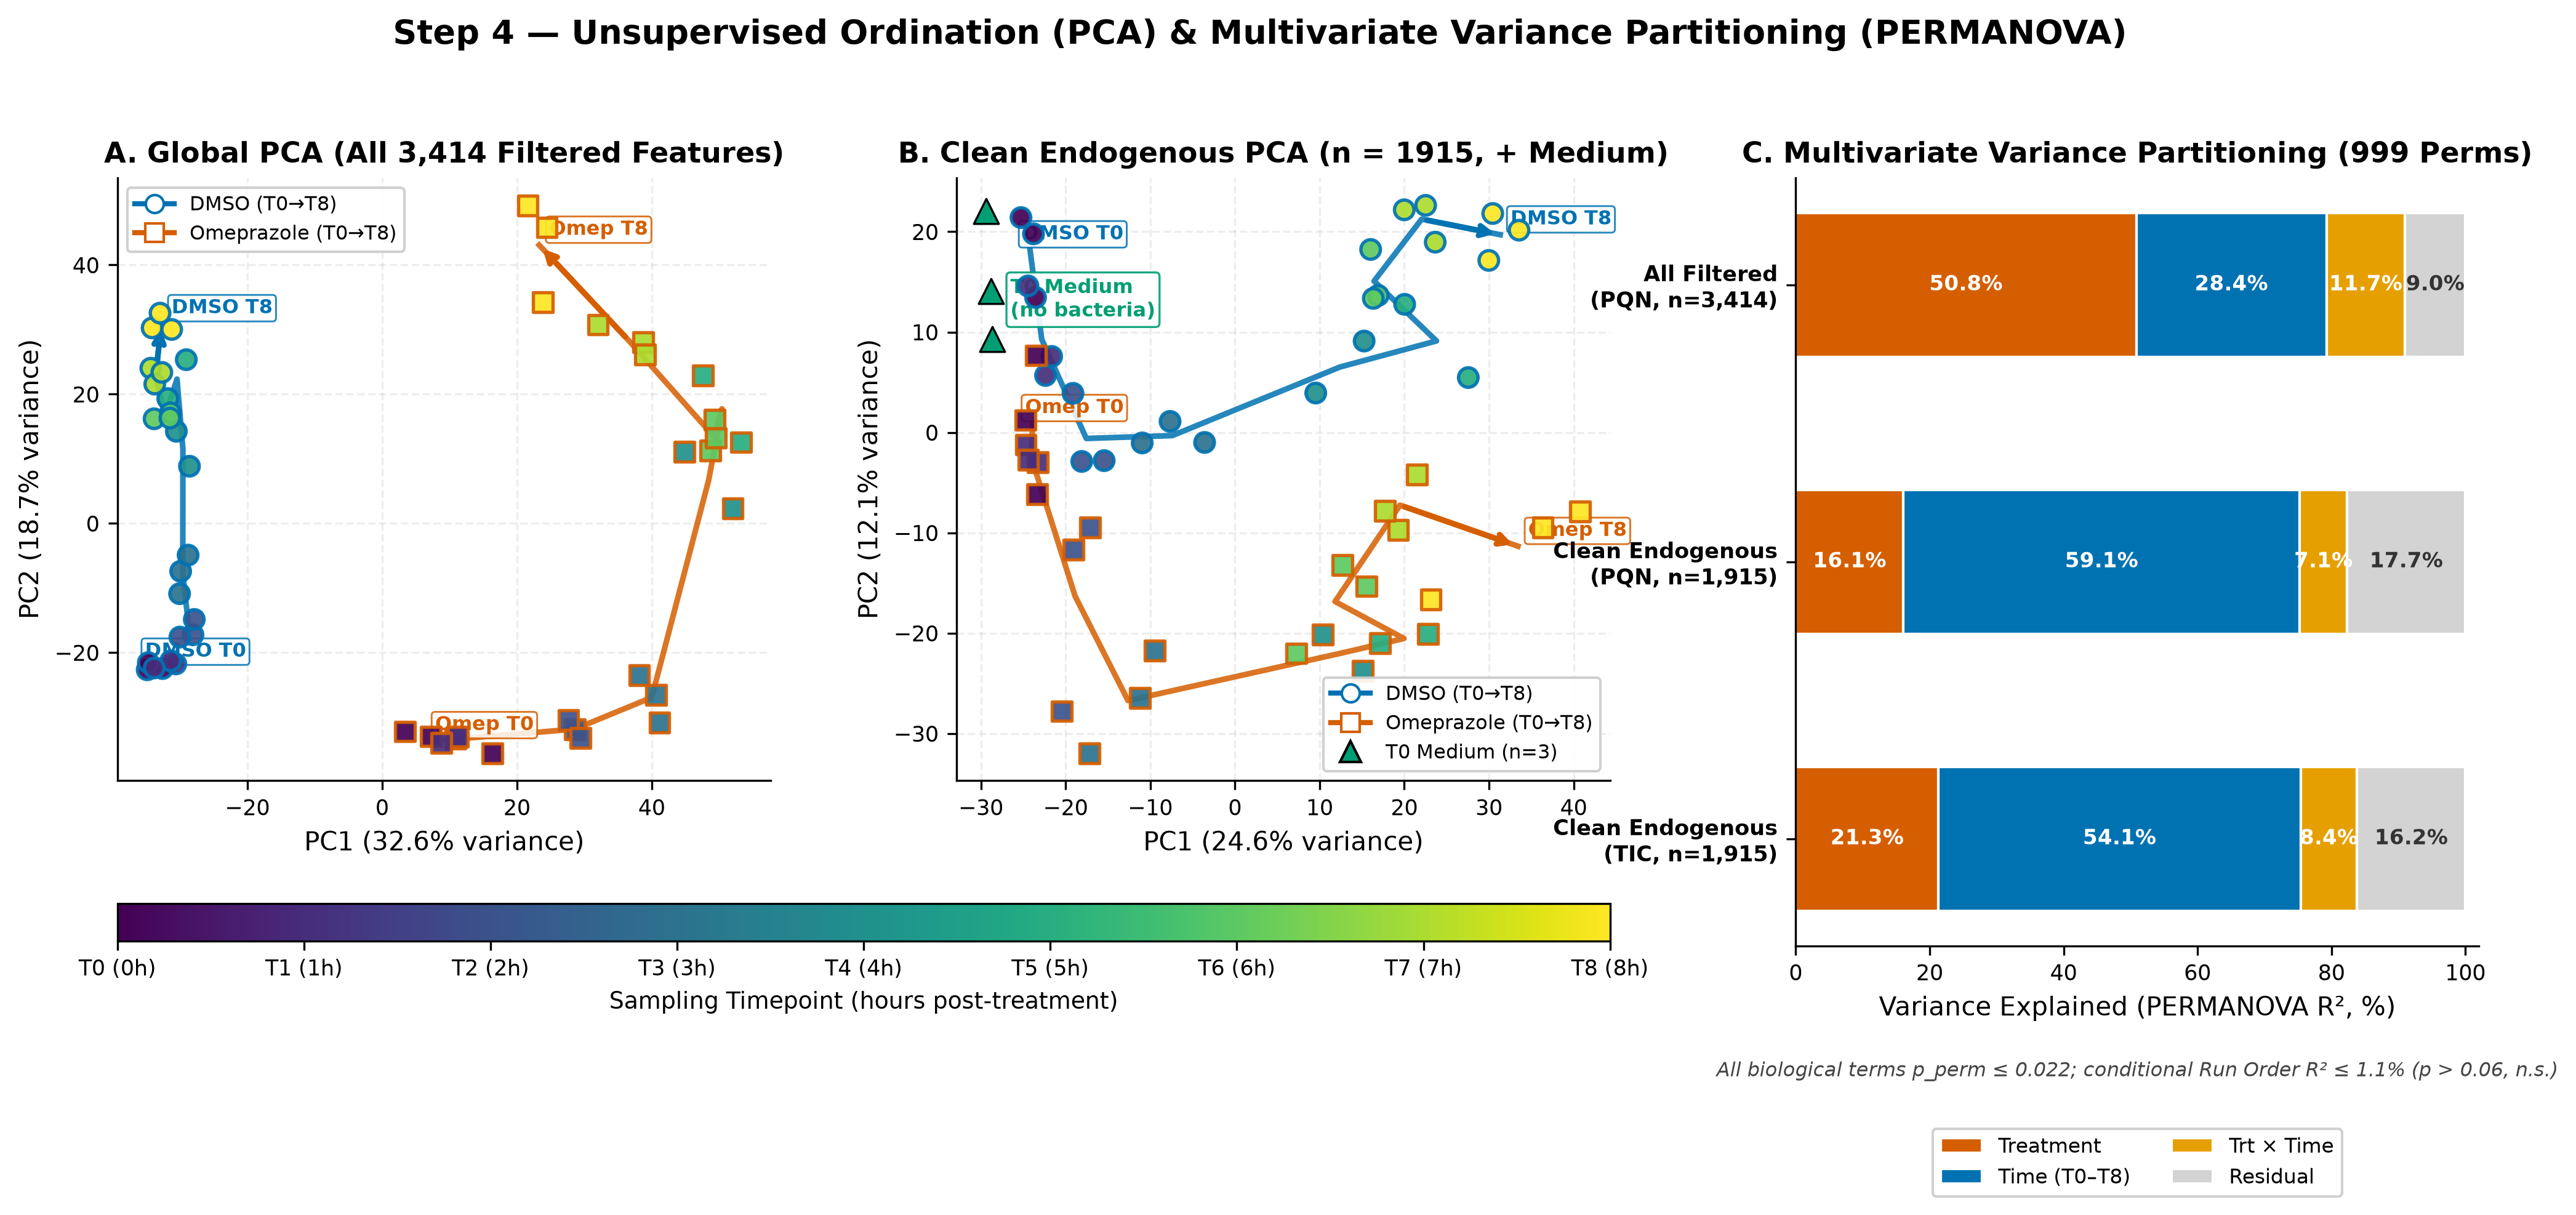 Step 4 — Unsupervised Ordination (PCA) & Multivariate Variance Partitioning (PERMANOVA)
A. Global PCA (All 3,414 Filtered Features)
DMSO (T0→T8)
Omeprazole (T0→T8)
Omep T8
DMSO T8
DMSO T0
Omep T0
40
20
0
−20
PC2 (18.7% variance)
−20
0
20
40
PC1 (32.6% variance)
B. Clean Endogenous PCA (n = 1915, + Medium)
DMSO T0
DMSO T8
T0 Medium
(no bacteria)
Omep T0
Omep T8
20
10
0
−10
−20
−30
PC2 (12.1% variance)
DMSO (T0→T8)
Omeprazole (T0→T8)
T0 Medium (n=3)
−30
−20
−10
0
10
20
30
40
PC1 (24.6% variance)
T0 (0h)
T1 (1h)
T2 (2h)
T3 (3h)
T4 (4h)
T5 (5h)
T6 (6h)
T7 (7h)
T8 (8h)
Sampling Timepoint (hours post-treatment)
C. Multivariate Variance Partitioning (999 Perms)
All Filtered
(PQN, n=3,414)
50.8%
28.4%
11.7%
9.0%
Clean Endogenous
(PQN, n=1,915)
16.1%
59.1%
7.1%
17.7%
Clean Endogenous
(TIC, n=1,915)
21.3%
54.1%
8.4%
16.2%
0
20
40
60
80
100
Variance Explained (PERMANOVA R², %)
All biological terms p_perm ≤ 0.022; conditional Run Order R² ≤ 1.1% (p > 0.06, n.s.)
Treatment
Time (T0–T8)
Trt × Time
Residual